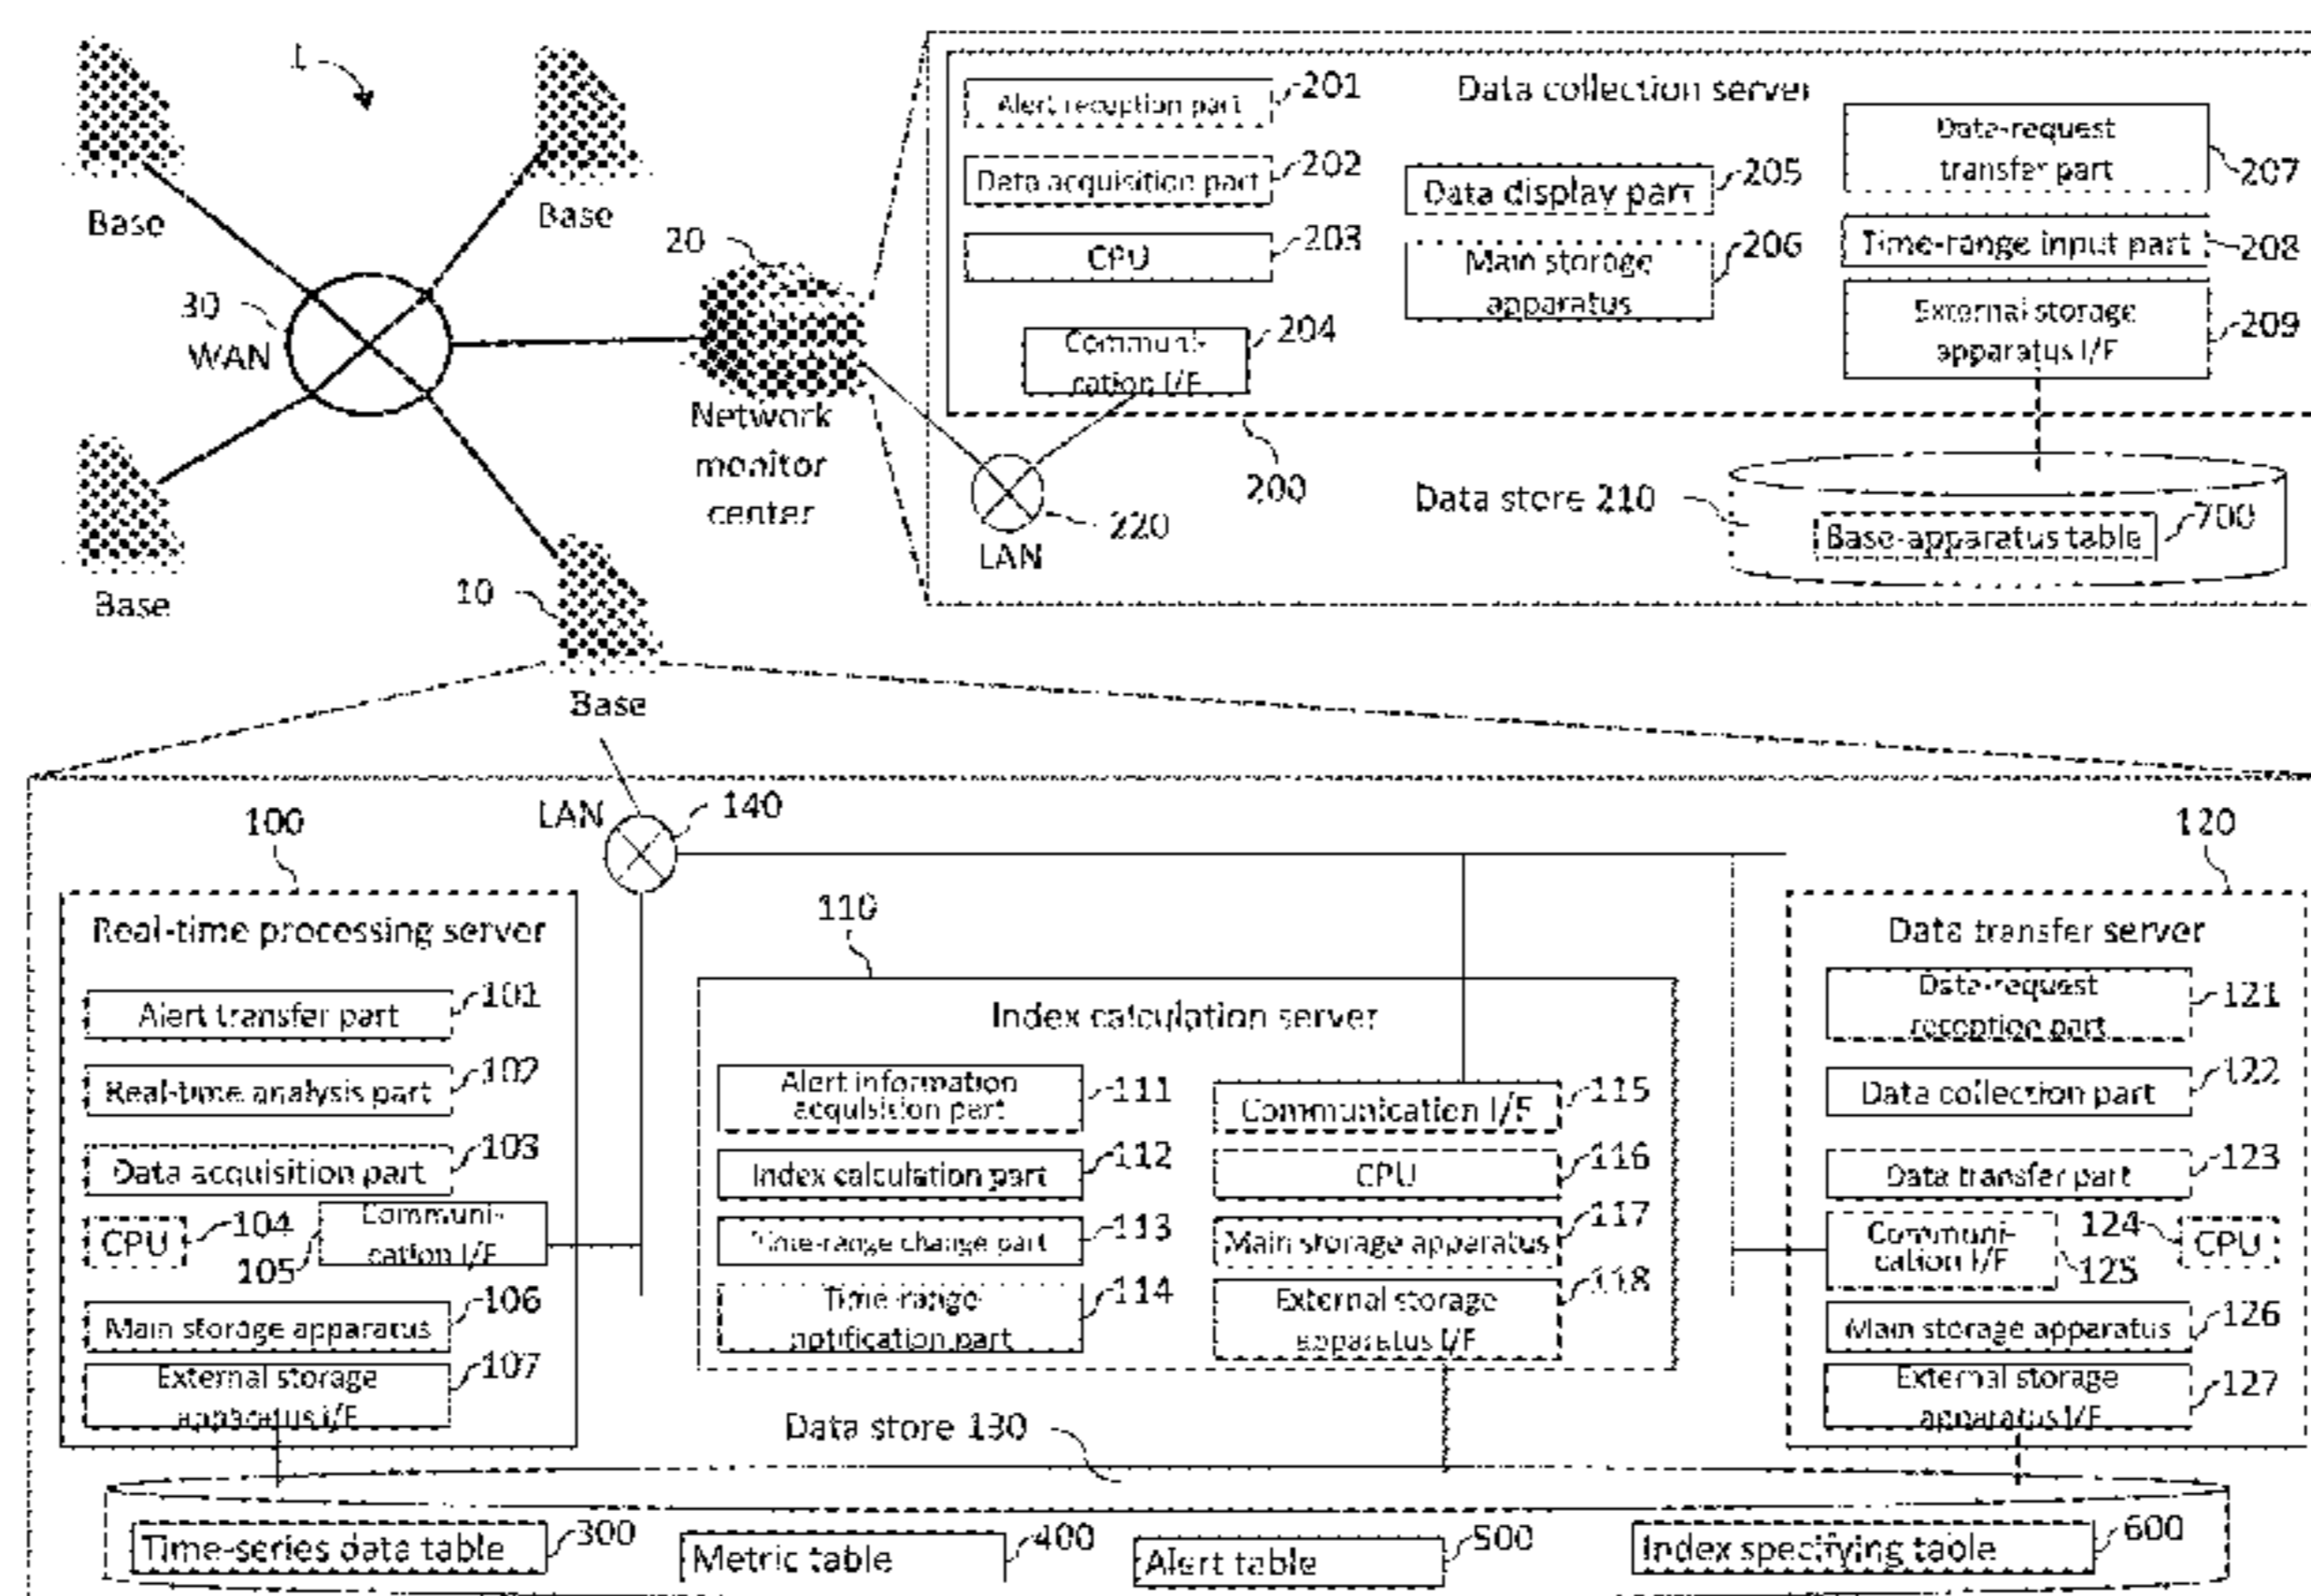 1
Base
Base
30
WAN
20
Network
monitor
center
Base
10
Base
Data collection server
Alert reception part
201
Data acquisition part
202
CPU
203
Communi-
cation I/F
204
Data display part
205
Main storage
apparatus
206
Data-request
transfer part
207
Time-range input part
208
External storage
apparatus I/F
209
200
LAN
220
Data store 210
Base-apparatus table
700
LAN
140
100
Real-time processing server
Alert transfer part
101
Real-time analysis part
102
Data acquisition part
103
CPU
104
105
Communi-
cation I/F
Main storage apparatus
106
External storage
apparatus I/F
107
110
Index calculation server
Alert information
acquisition part
111
Index calculation part
112
Time-range change part
113
Time-range
notification part
114
Communication I/F
115
CPU
116
Main storage apparatus
117
External storage
apparatus I/F
118
120
Data transfer server
Data-request
reception part
121
Data collection part
122
Data transfer part
123
Communi-
cation I/F
125
124
CPU
Main storage apparatus
126
External storage
apparatus I/F
127
Data store 130
Time-series data table
300
Metric table
400
Alert table
500
Index specifying table
600